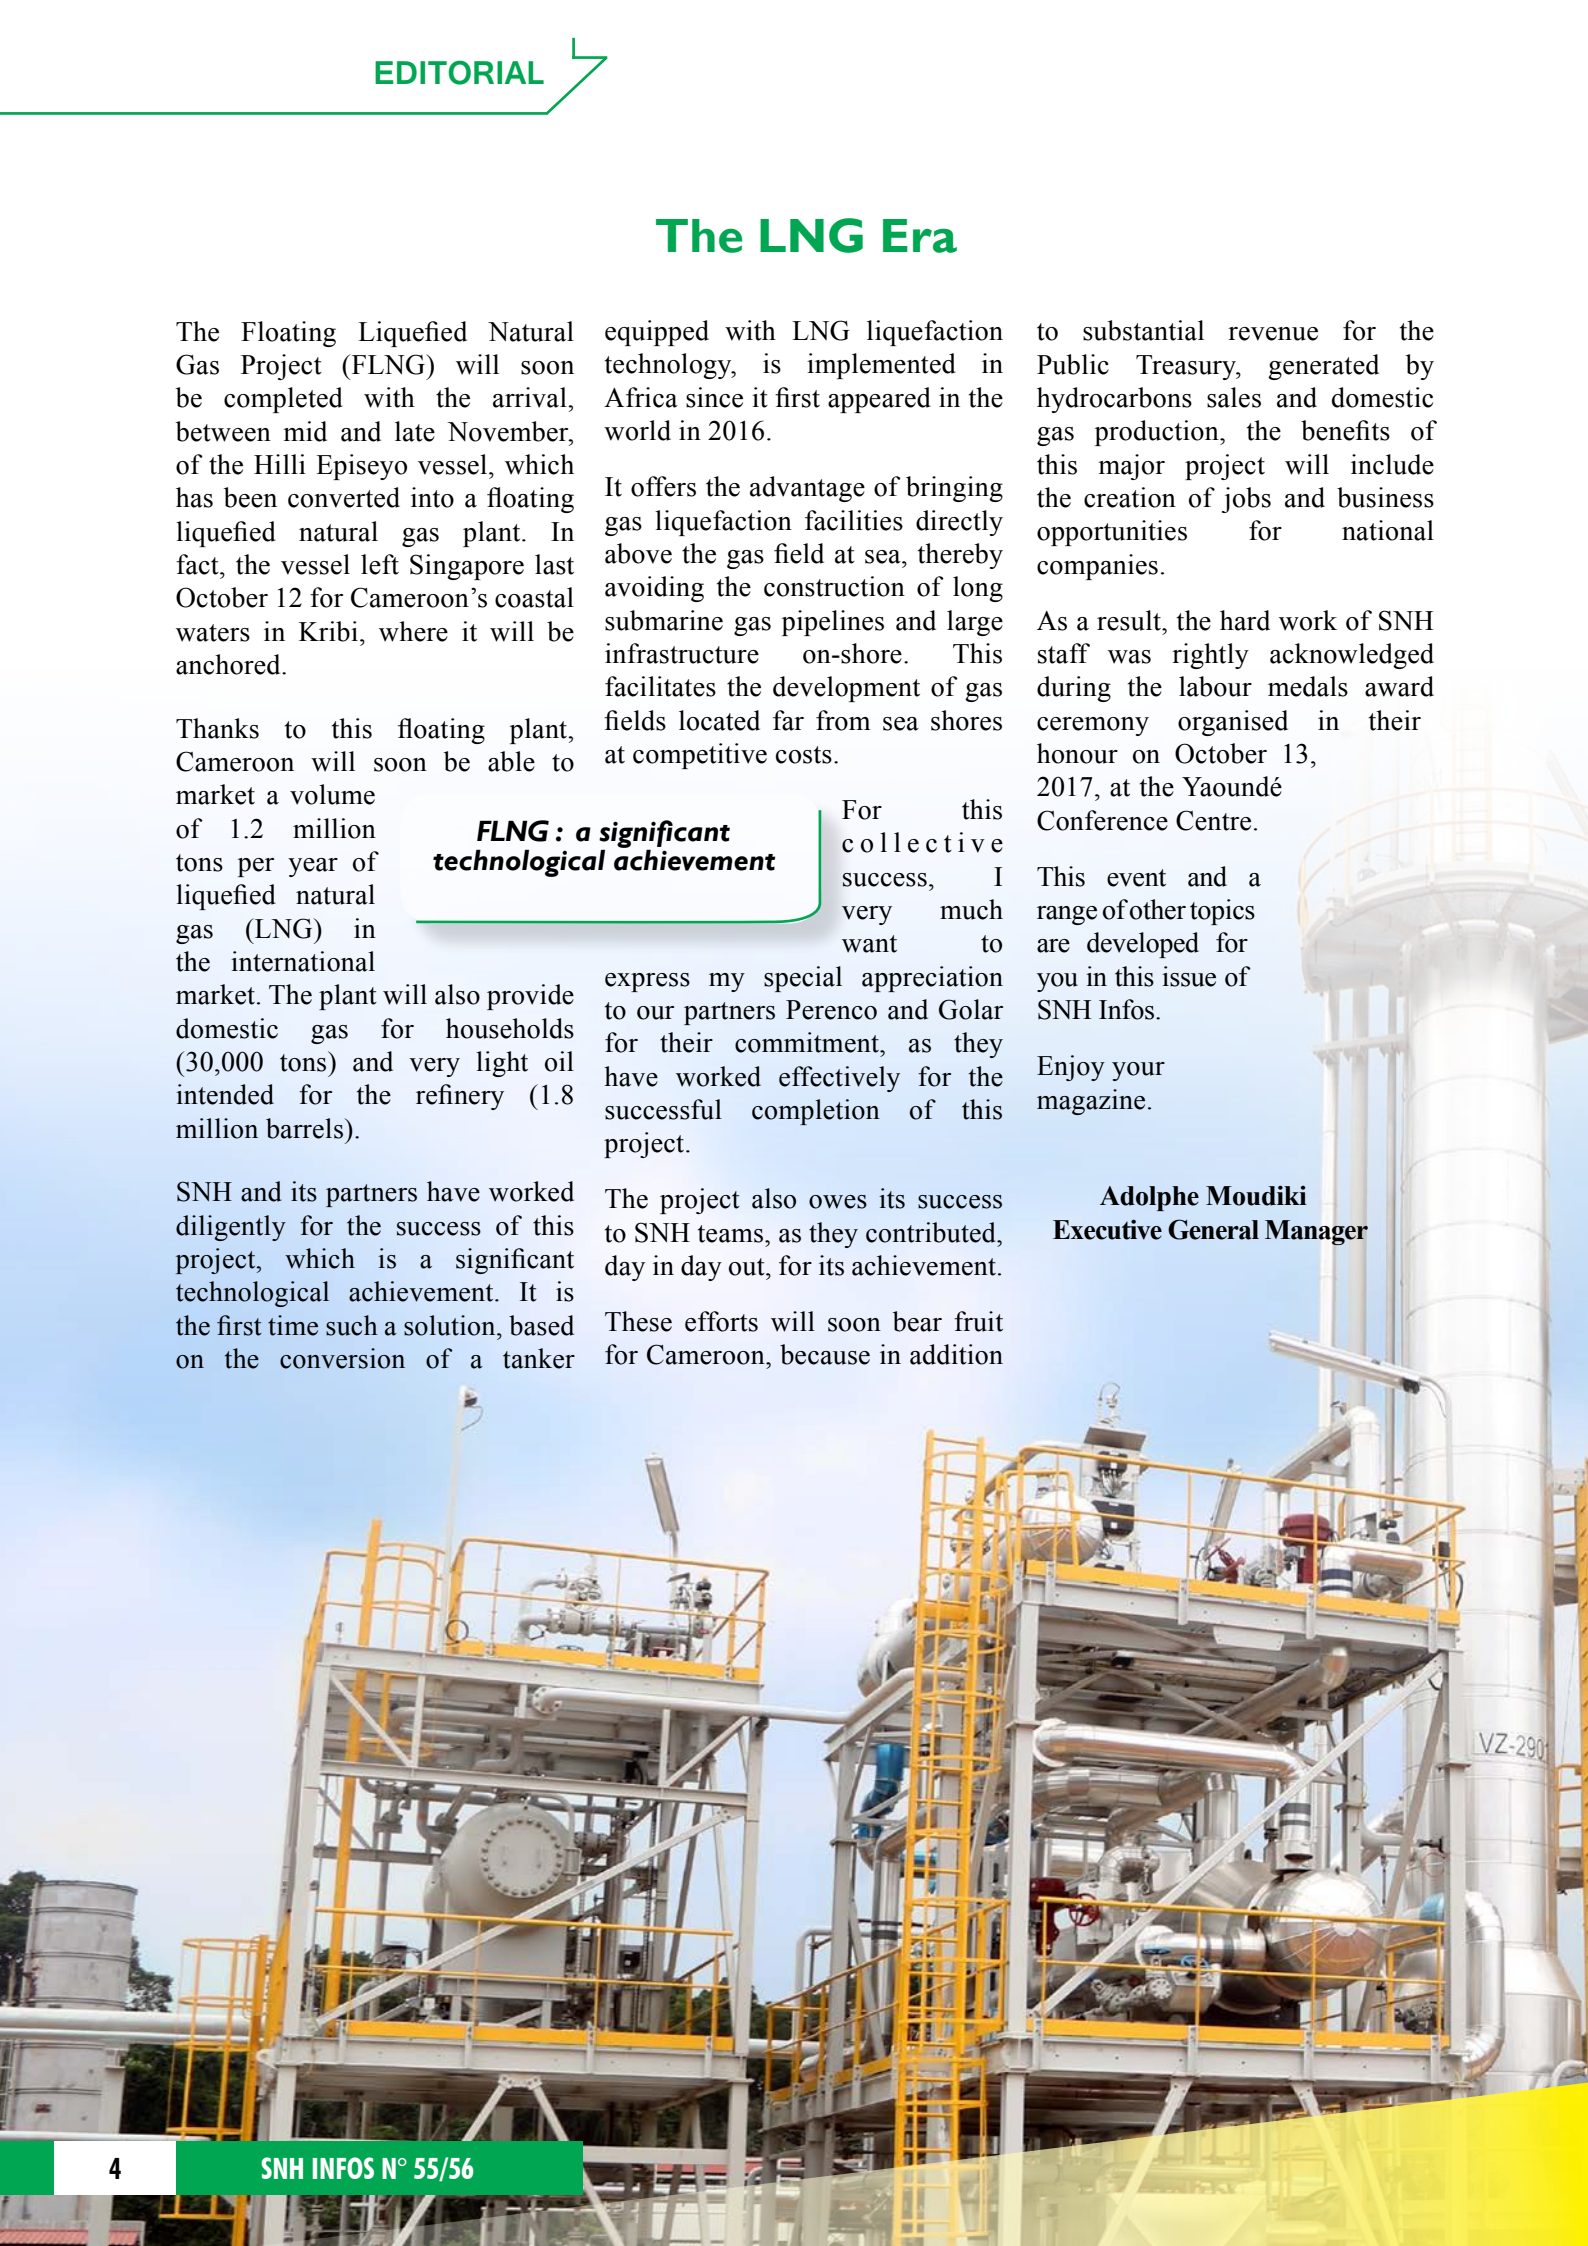 EDITORIAL
The LNG Era
The Floating Liquefied Natural
Gas Project (FLNG) will soon
be completed with the arrival,
between mid and late November,
of the Hilli Episeyo vessel, which
has been converted into a floating
liquefied natural gas plant. In
fact, the vessel left Singapore last
October 12 for Cameroon’s coastal
waters in Kribi, where it will be
anchored.
Thanks to this floating plant,
Cameroon will soon be able to
market a volume
of 1.2 million
tons per year of
liquefied natural
gas (LNG) in
the international
market. The plant will also provide
domestic gas for households
(30,000 tons) and very light oil
intended for the refinery (1.8
million barrels).
SNH and its partners have worked
diligently for the success of this
project, which is a significant
technological achievement. It is
the first time such a solution, based
on the conversion of a tanker
equipped with LNG liquefaction
technology, is implemented in
Africa since it first appeared in the
world in 2016.
It offers the advantage of bringing
gas liquefaction facilities directly
above the gas field at sea, thereby
avoiding the construction of long
submarine gas pipelines and large
infrastructure on-shore. This
facilitates the development of gas
fields located far from sea shores
at competitive costs.
FLNG : a significant
technological achievement
For this
collective
success, I
very much
want to
express my special appreciation
to our partners Perenco and Golar
for their commitment, as they
have worked effectively for the
successful completion of this
project.
The project also owes its success
to SNH teams, as they contributed,
day in day out, for its achievement.
These efforts will soon bear fruit
for Cameroon, because in addition
to substantial revenue for the
Public Treasury, generated by
hydrocarbons sales and domestic
gas production, the benefits of
this major project will include
the creation of jobs and business
opportunities for national
companies.
As a result, the hard work of SNH
staff was rightly acknowledged
during the labour medals award
ceremony organised in their
honour on October 13,
2017, at the Yaoundé
Conference Centre.
This event and a
range of other topics
are developed for
you in this issue of
SNH Infos.
Enjoy your
magazine.
Adolphe Moudiki
Executive General Manager
VZ-2901
4
SNH INFOS N° 55/56